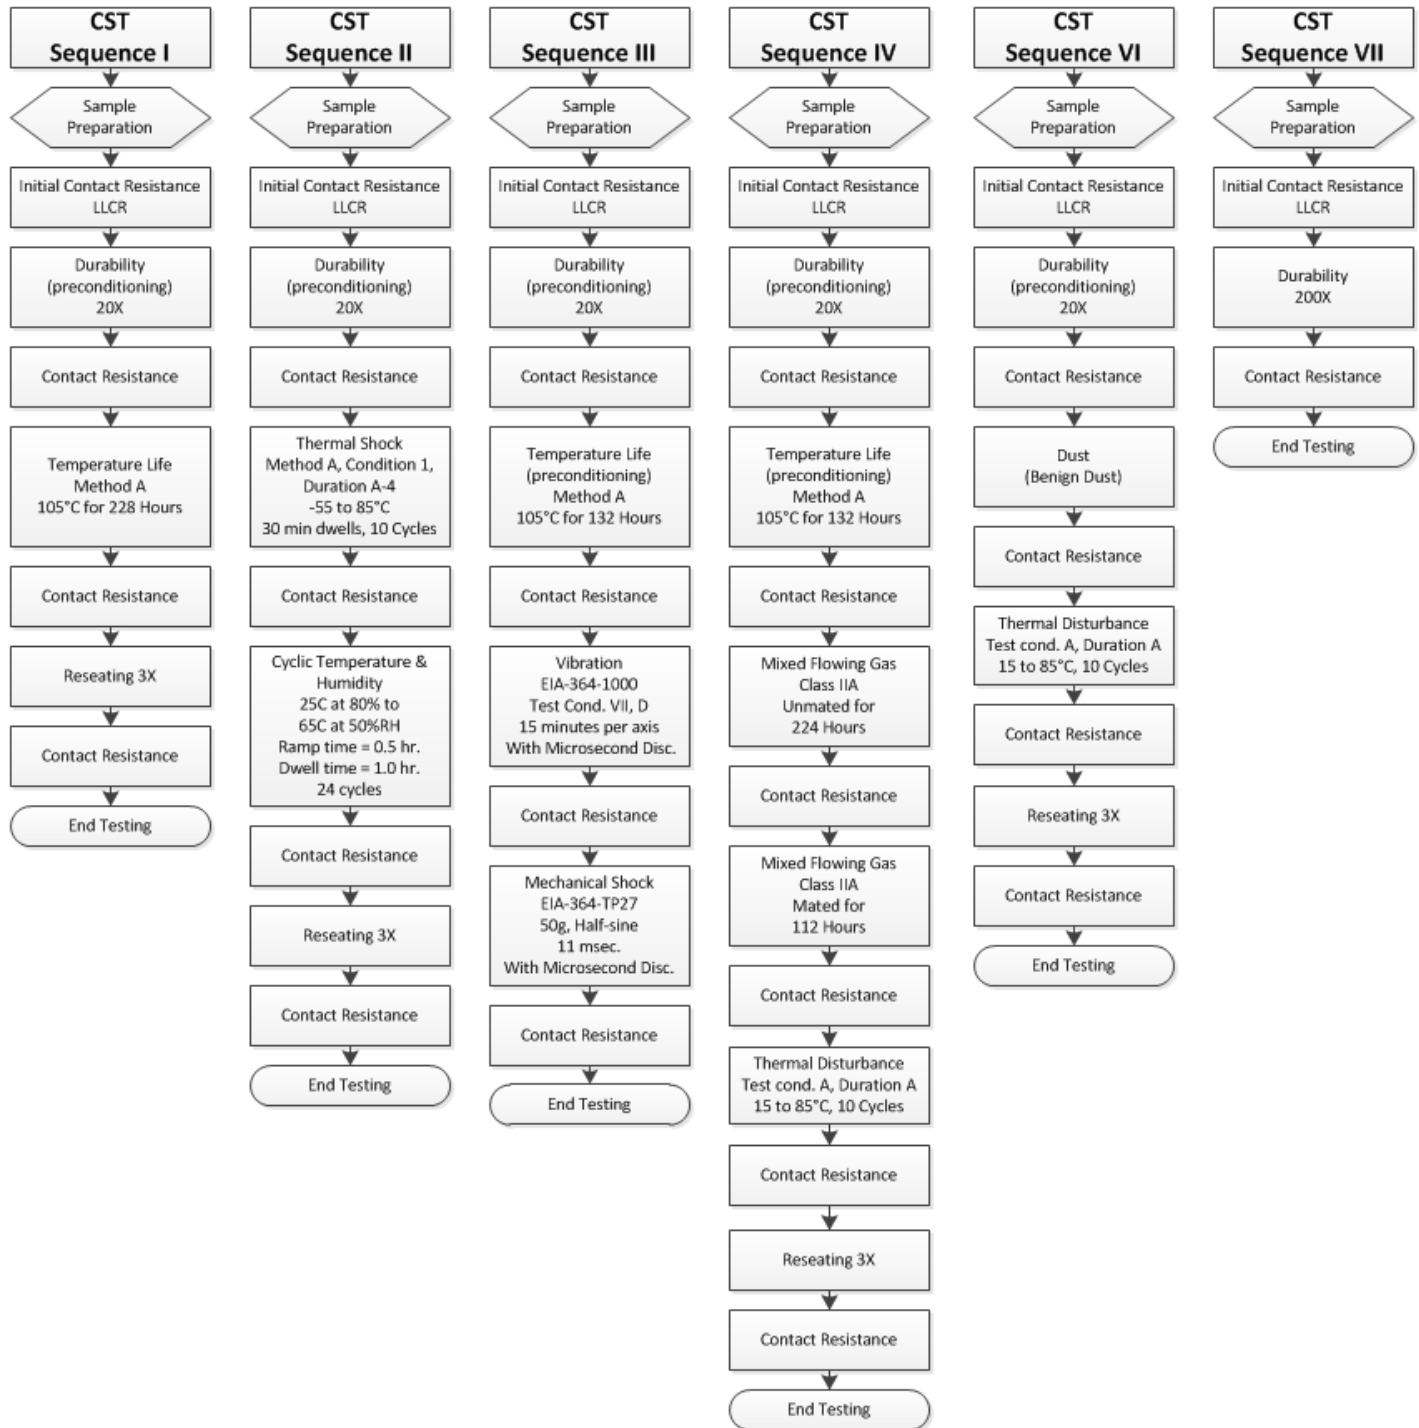 CST
Sequence I
Sample
Preparation
Initial Contact Resistance
LLCR
Durability
(preconditioning)
20X
Contact Resistance
Temperature Life
Method A
105°C for 228 Hours
Contact Resistance
Reseating 3X
Contact Resistance
End Testing
CST
Sequence II
Sample
Preparation
Initial Contact Resistance
LLCR
Durability
(preconditioning)
20X
Contact Resistance
Thermal Shock
Method A, Condition 1,
Duration A-4
-55 to 85°C
30 min dwells, 10 Cycles
Contact Resistance
Cyclic Temperature &
Humidity
25C at 80% to
65C at 50%RH
Ramp time = 0.5 hr.
Dwell time = 1.0 hr.
24 cycles
Contact Resistance
Reseating 3X
Contact Resistance
End Testing
CST
Sequence III
Sample
Preparation
Initial Contact Resistance
LLCR
Durability
(preconditioning)
20X
Contact Resistance
Temperature Life
(preconditioning)
Method A
105°C for 132 Hours
Contact Resistance
Vibration
EIA-364-1000
Test Cond. VII, D
15 minutes per axis
With Microsecond Disc.
Contact Resistance
Mechanical Shock
EIA-364-TP27
50g, Half-sine
11 msec.
With Microsecond Disc.
Contact Resistance
End Testing
CST
Sequence IV
Sample
Preparation
Initial Contact Resistance
LLCR
Durability
(preconditioning)
20X
Contact Resistance
Temperature Life
(preconditioning)
Method A
105°C for 132 Hours
Contact Resistance
Mixed Flowing Gas
Class IIA
Unmated for
224 Hours
Contact Resistance
Mixed Flowing Gas
Class IIA
Mated for
112 Hours
Contact Resistance
Thermal Disturbance
Test cond. A, Duration A
15 to 85°C, 10 Cycles
Contact Resistance
Reseating 3X
Contact Resistance
End Testing
CST
Sequence VI
Sample
Preparation
Initial Contact Resistance
LLCR
Durability
(preconditioning)
20X
Contact Resistance
Dust
(Benign Dust)
Contact Resistance
Thermal Disturbance
Test cond. A, Duration A
15 to 85°C, 10 Cycles
Contact Resistance
Reseating 3X
Contact Resistance
End Testing
CST
Sequence VII
Sample
Preparation
Initial Contact Resistance
LLCR
Durability
200X
Contact Resistance
End Testing